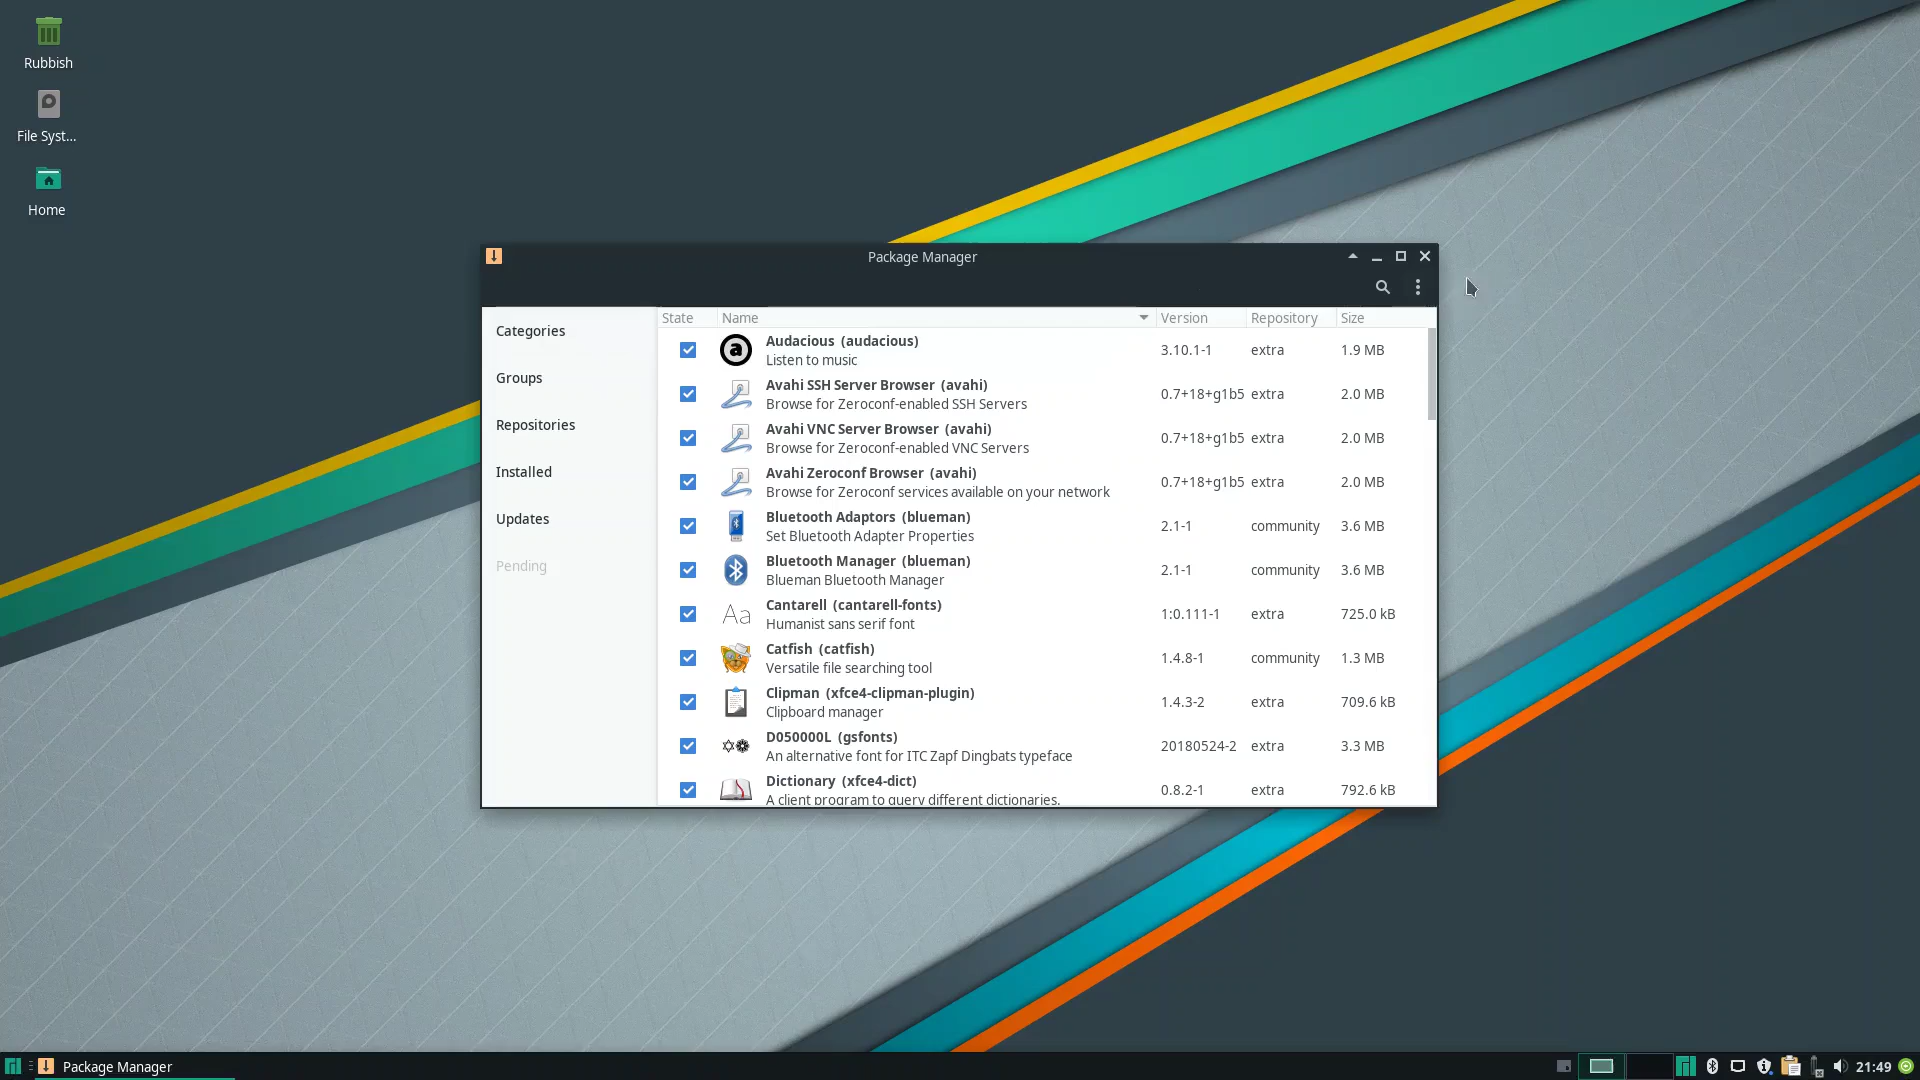 Rubbish
File Syst...
Home
Package Manager
Categories
Groups
Repositories
Installed
Updates
Pending
State Name Version Repository Size
Audacious (audacious)
Listen to music
3.10.1-1 extra 1.9 MB
Avahi SSH Server Browser (avahi)
Browse for Zeroconf-enabled SSH Servers
0.7+18+g1b5 extra 2.0 MB
Avahi VNC Server Browser (avahi)
Browse for Zeroconf-enabled VNC Servers
0.7+18+g1b5 extra 2.0 MB
Avahi Zeroconf Browser (avahi)
Browse for Zeroconf services available on your network
0.7+18+g1b5 extra 2.0 MB
Bluetooth Adaptors (blueman)
Set Bluetooth Adapter Properties
2.1-1 community 3.6 MB
Bluetooth Manager (blueman)
Blueman Bluetooth Manager
2.1-1 community 3.6 MB
Aa
Cantarell (cantarell-fonts)
Humanist sans serif font
1:0.111-1 extra 725.0 kB
Catfish (catfish)
Versatile file searching tool
1.4.8-1 community 1.3 MB
Clipman (xfce4-clipman-plugin)
Clipboard manager
1.4.3-2 extra 709.6 kB
D050000L (gsfonts)
An alternative font for ITC Zapf Dingbats typeface
20180524-2 extra 3.3 MB
Dictionary (xfce4-dict)
A client program to query different dictionaries.
0.8.2-1 extra 792.6 kB
Package Manager
21:49